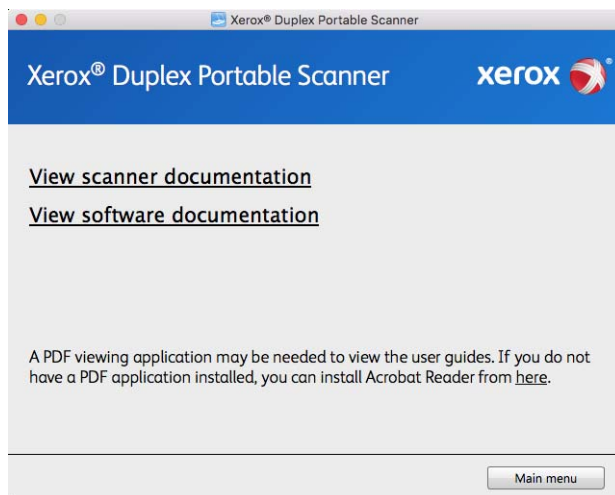 Xerox® Duplex Portable Scanner
Xerox® Duplex Portable Scanner
xerox ®
View scanner documentation
View software documentation
A PDF viewing application may be needed to view the user guides. If you do not
have a PDF application installed, you can install Acrobat Reader from here.
Main menu